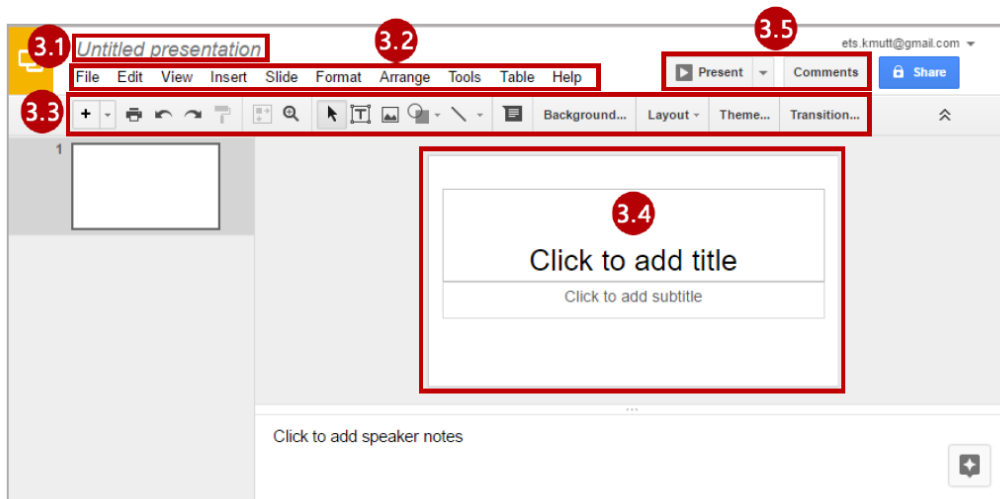 3.5
3.1 Untitled presentation 3.2 ets.kmutt@gmail.com
File Edit View Insert Slide Format Arrange Tools Table Help Present Comments Share
3.3 Background... Layout Theme... Transition...
1
3.4
Click to add title
Click to add subtitle
Click to add speaker notes